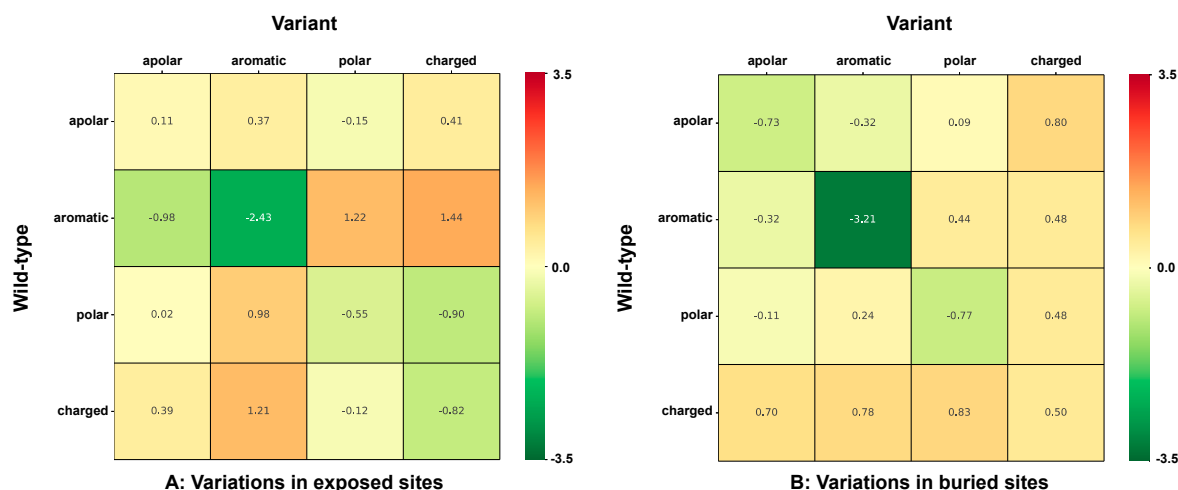 Variant
apolar aromatic polar charged
3.5
apolar 0.11 0.37 -0.15 0.41
aromatic -0.98 -2.43 1.22 1.44
0.0
Wild-type
polar 0.02 0.98 -0.55 -0.90
charged 0.39 1.21 -0.12 -0.82
-3.5
A: Variations in exposed sites
Variant
apolar aromatic polar charged
3.5
apolar -0.73 -0.32 0.09 0.80
aromatic -0.32 -3.21 0.44 0.48
0.0
Wild-type
polar -0.11 0.24 -0.77 0.48
charged 0.70 0.78 0.83 0.50
-3.5
B: Variations in buried sites